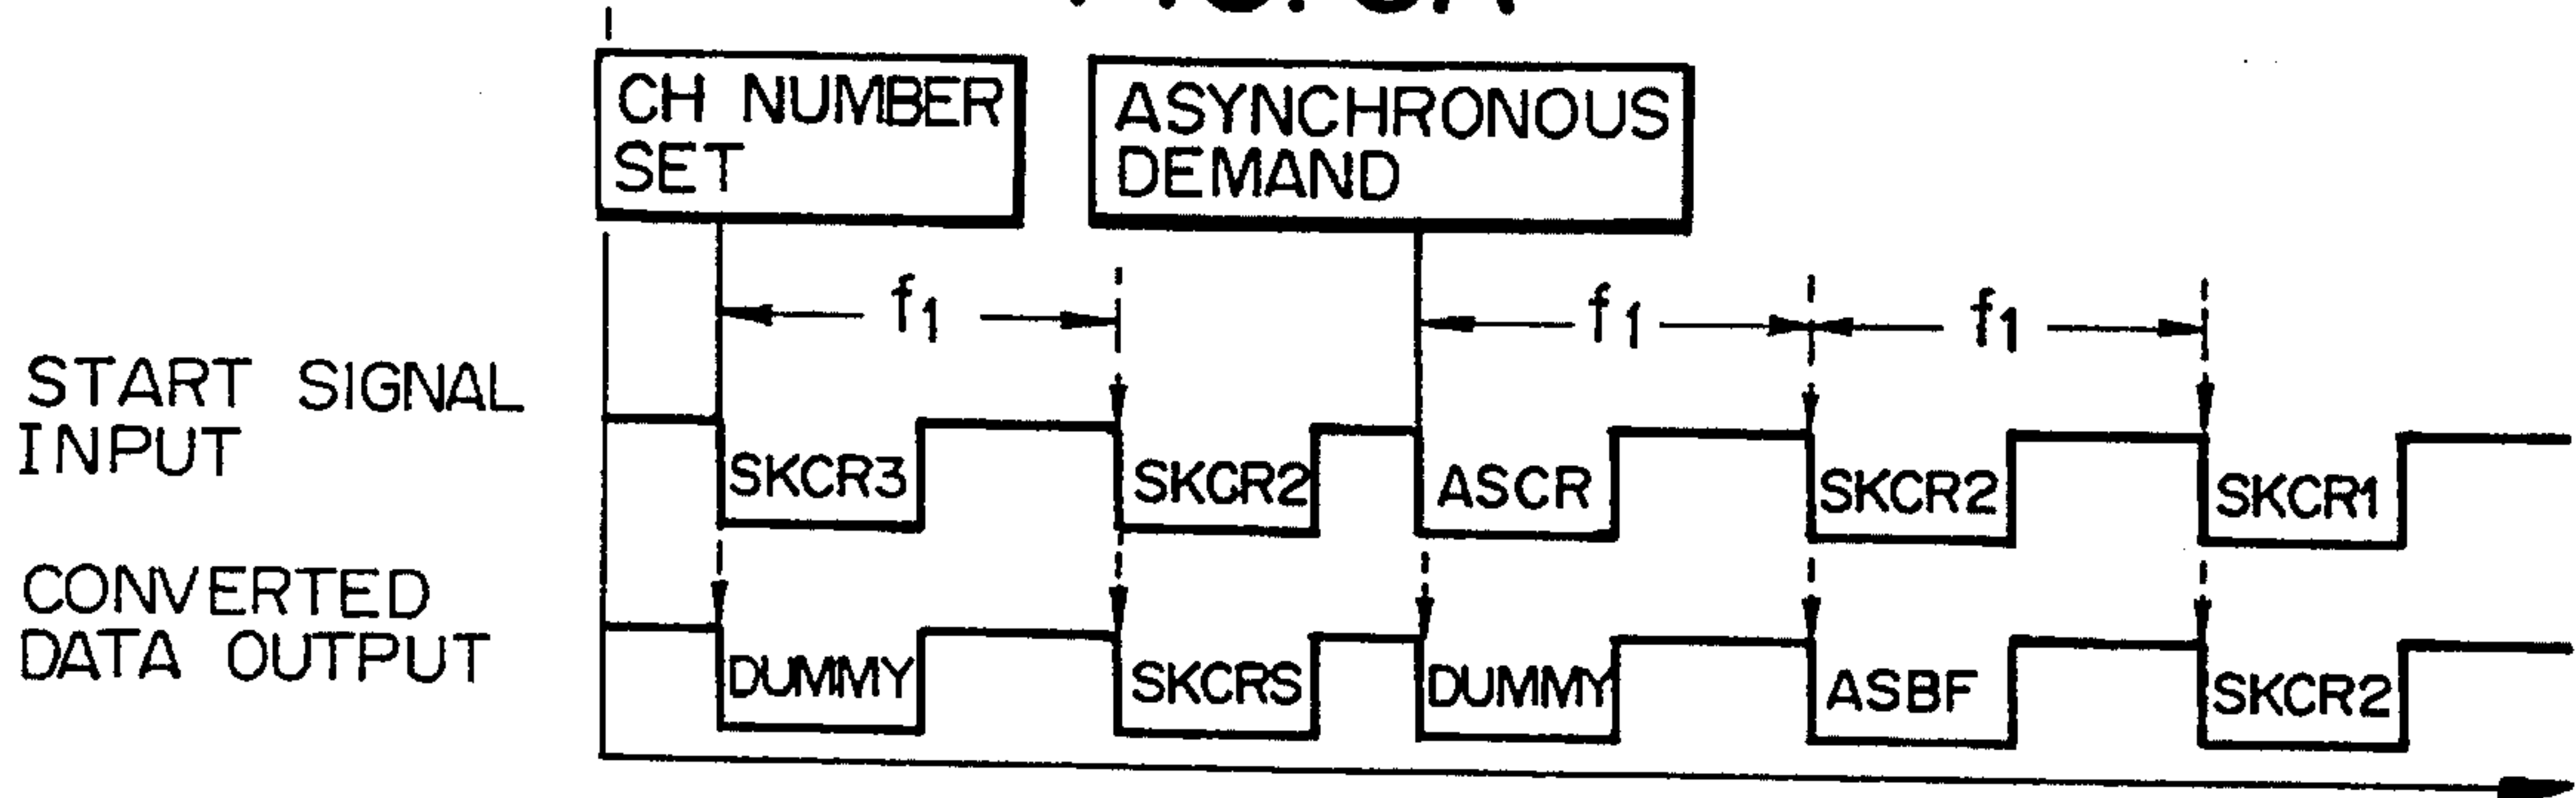 CH NUMBER
SET
ASYNCHRONOUS
DEMAND
f1
f1
f1
START SIGNAL
INPUT
SKCR3
SKCR2
ASCR
SKCR2
SKCR1
CONVERTED
DATA OUTPUT
DUMMY
SKCRS
DUMMY
ASBF
SKCR2